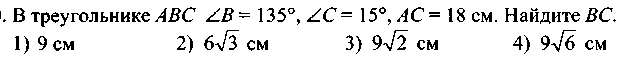 . В треугольнике ABC ∠B = 135°, ∠C = 15°, AC = 18 см. Найдите BC.
1) 9 см 2) 6√3 см 3) 9√2 см 4) 9√6 см